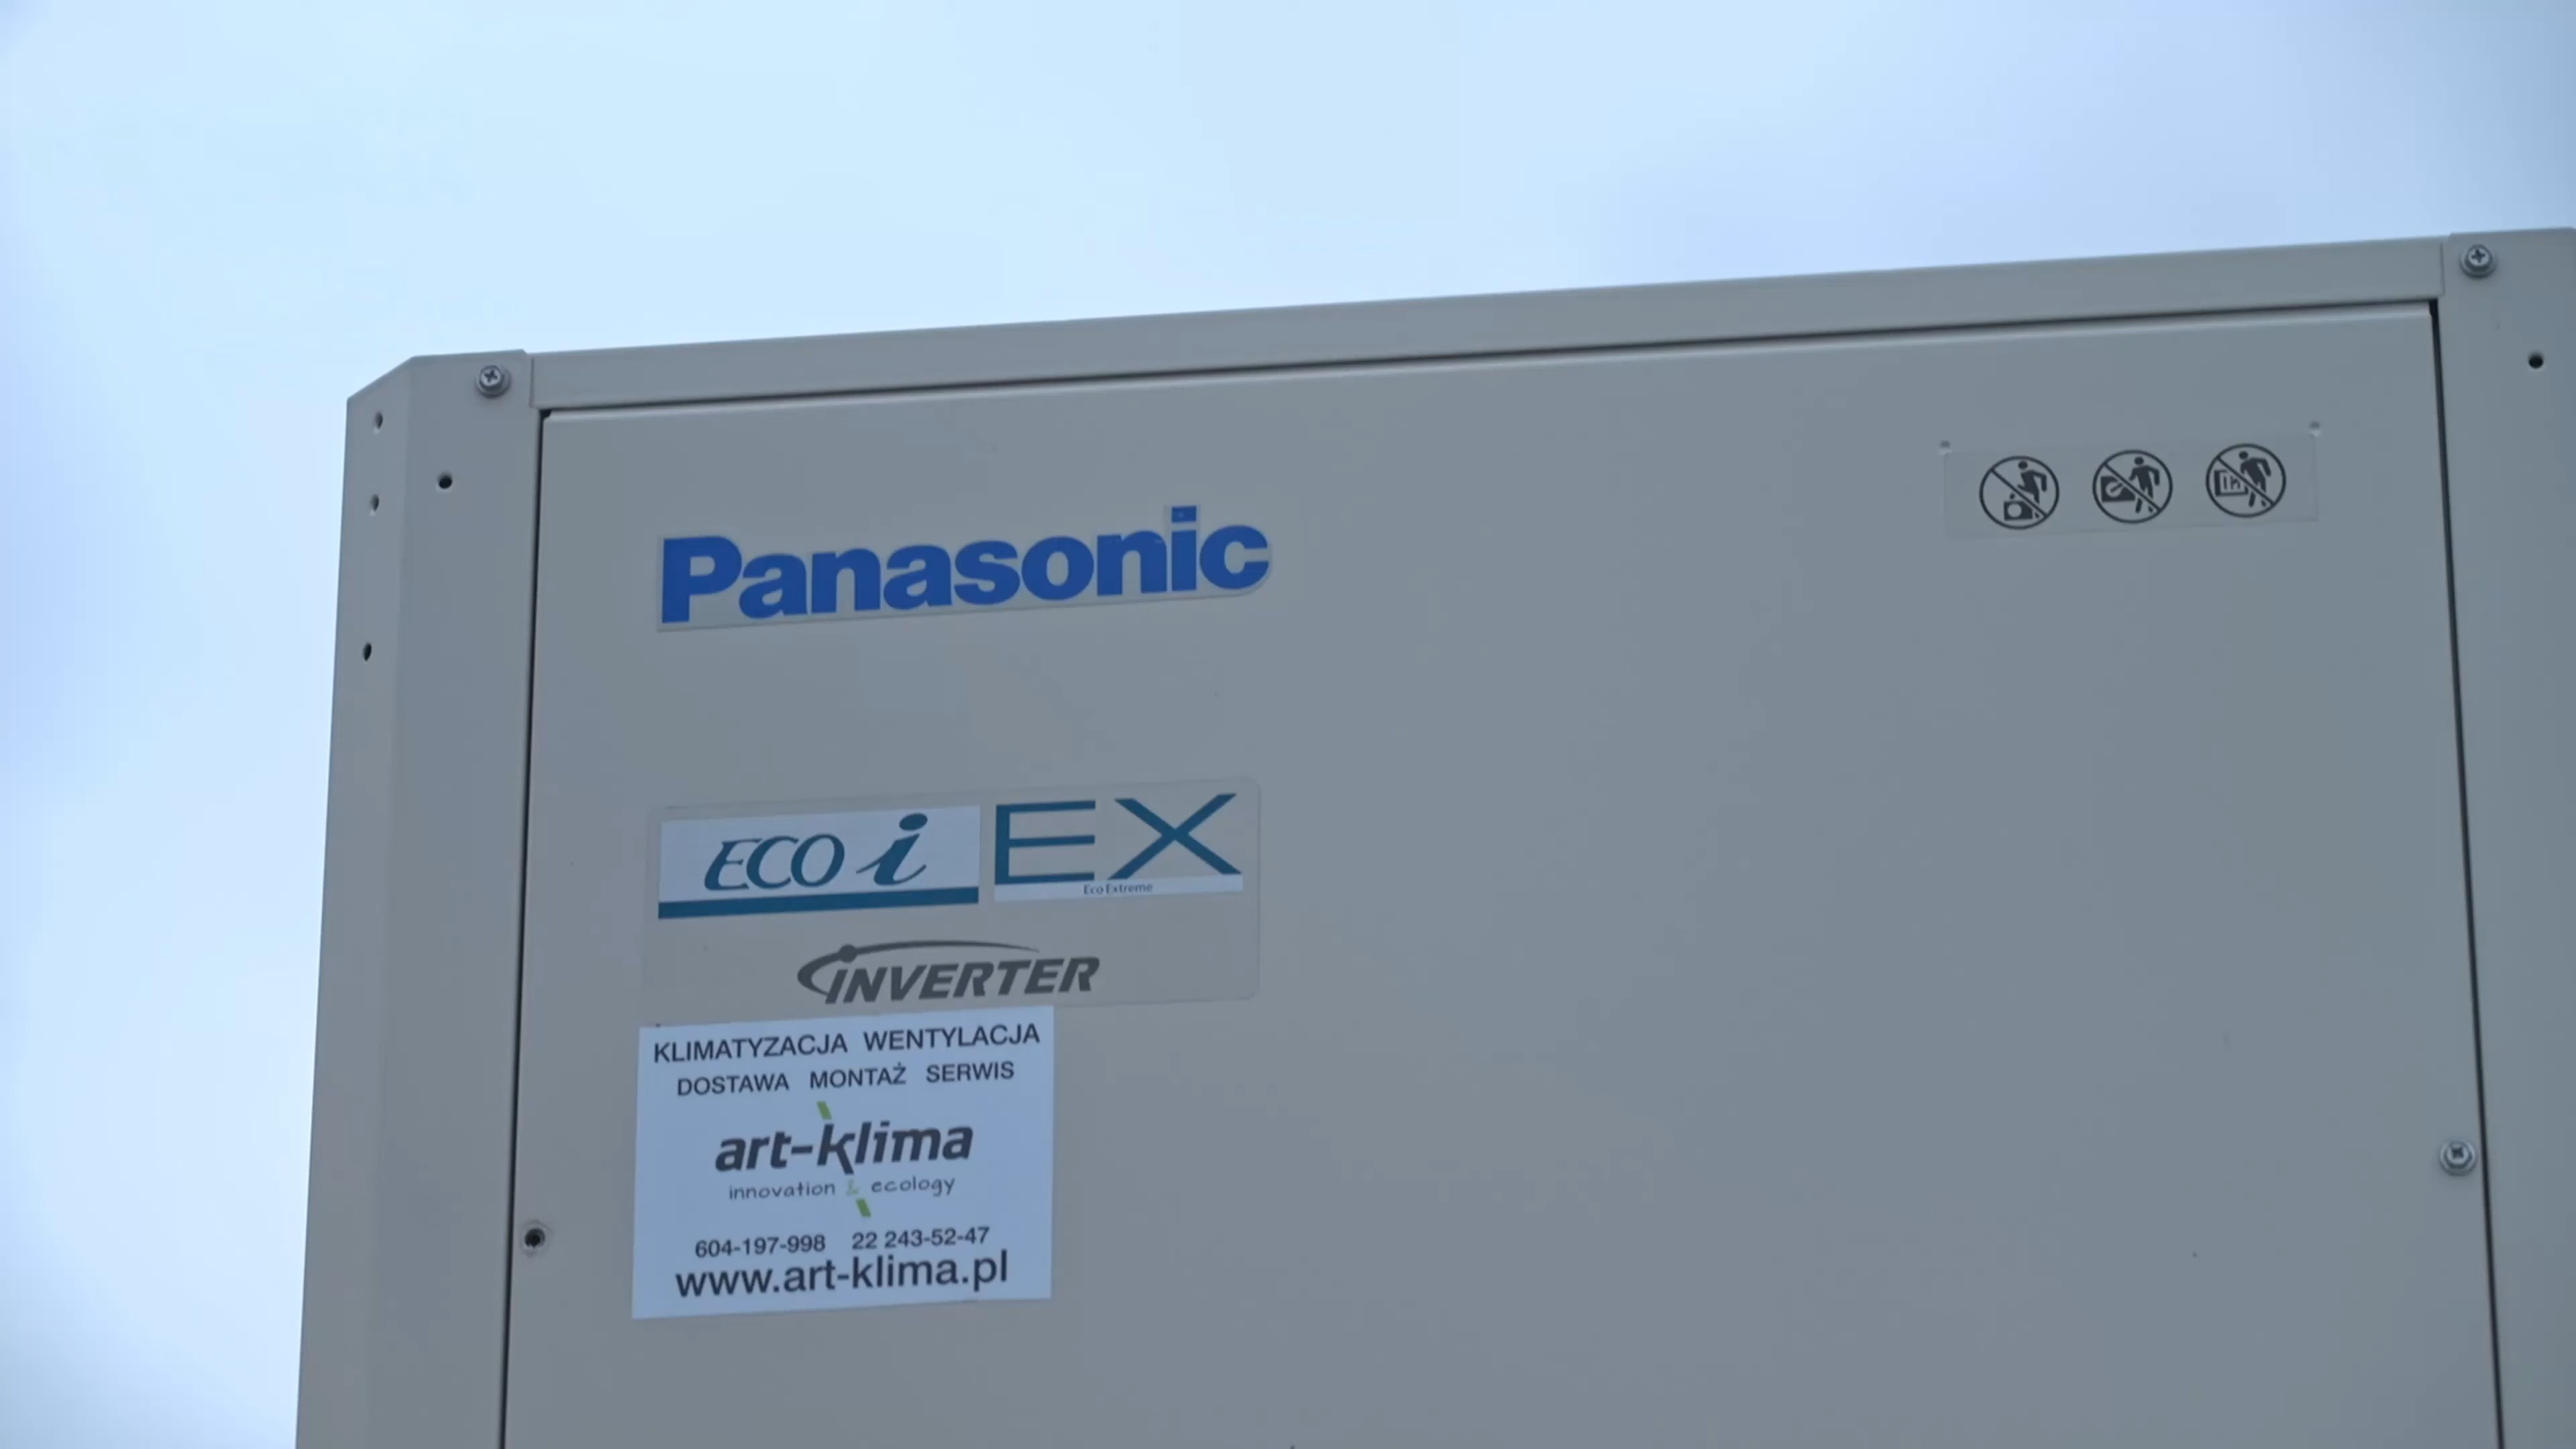 Panasonic
ECO i EX
Eco Extreme
INVERTER
KLIMATYZACJA WENTYLACJA
DOSTAWA MONTAŻ SERWIS
art-klima
innovation & ecology
604-197-998 22 243-52-47
www.art-klima.pl